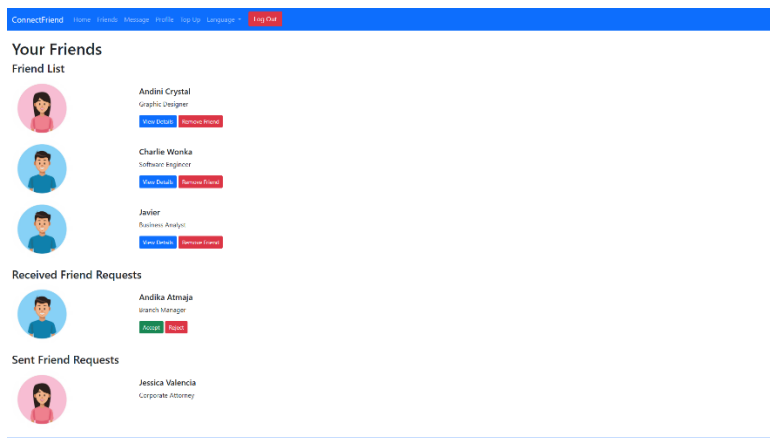 ConnectFriend Home Friends Message Profile Top Up Language Log Out
Your Friends
Friend List
Andini Crystal
Graphic Designer
View Details Remove Friend
Charlie Wonka
Software Engineer
View Details Remove Friend
Javier
Business Analyst
View Details Remove Friend
Received Friend Requests
Andika Atmaja
Branch Manager
Accept Reject
Sent Friend Requests
Jessica Valencia
Corporate Attorney